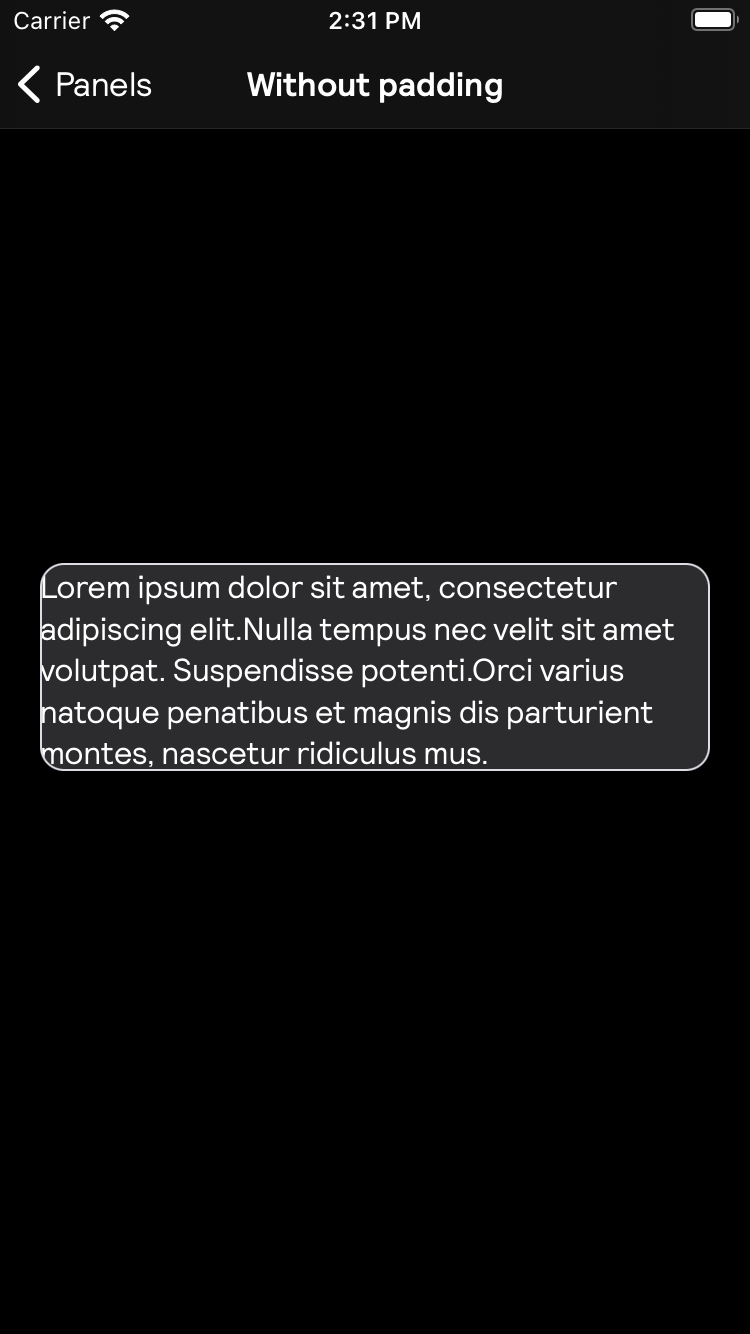 Carrier 2:31 PM
Panels Without padding
Lorem ipsum dolor sit amet, consectetur
adipiscing elit.Nulla tempus nec velit sit amet
volutpat. Suspendisse potenti.Orci varius
natoque penatibus et magnis dis parturient
montes, nascetur ridiculus mus.